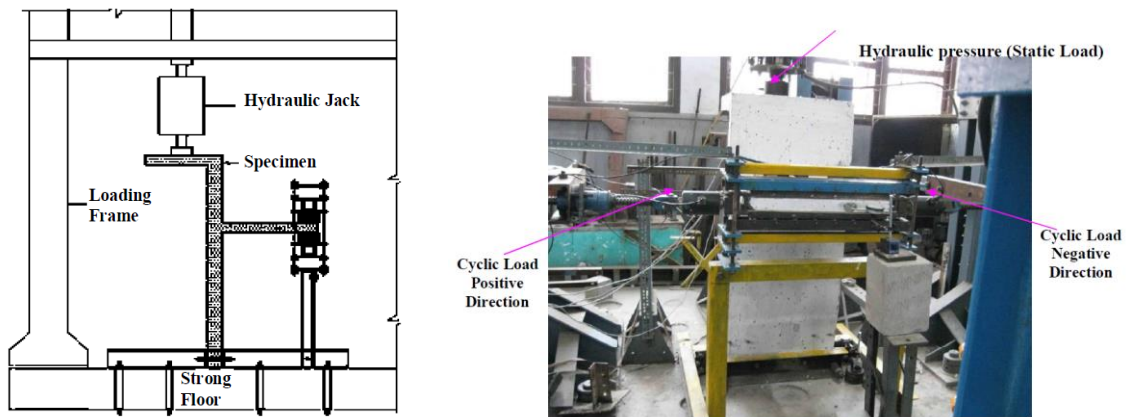 Hydraulic Jack
Specimen
Loading
Frame
Strong
Floor
Hydraulic pressure (Static Load)
Cyclic Load
Positive
Direction
Cyclic Load
Negative
Direction